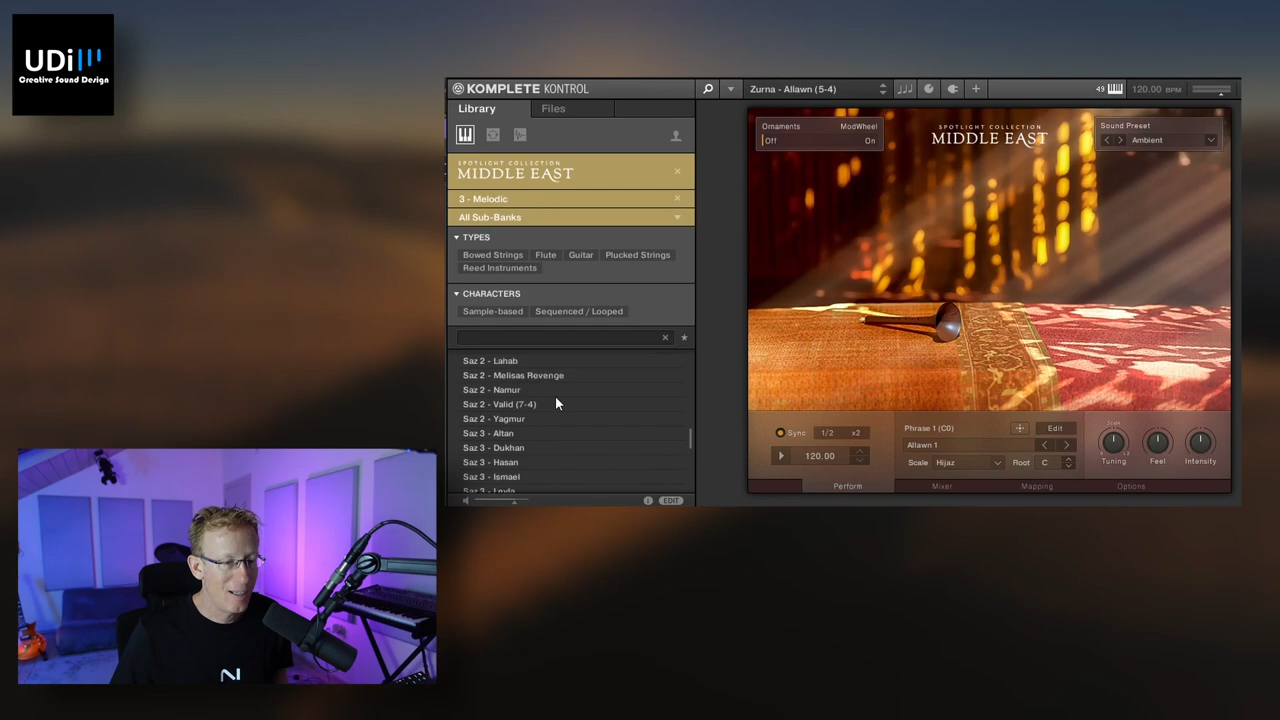 UDi
Creative Sound Design
KOMPLETE KONTROL
Zurna - Allawn (5-4)
49
120.00 BPM
Library
Files
SPOTLIGHT COLLECTION
MIDDLE EAST
3 - Melodic
All Sub-Banks
TYPES
Bowed Strings
Flute
Guitar
Plucked Strings
Reed Instruments
CHARACTERS
Sample-based
Sequenced / Looped
Saz 2 - Lahab
Saz 2 - Melisas Revenge
Saz 2 - Namur
Saz 2 - Valid (7-4)
Saz 2 - Yagmur
Saz 3 - Altan
Saz 3 - Dukhan
Saz 3 - Hasan
Saz 3 - Ismael
EDIT
Ornaments
ModWheel
Off
On
SPOTLIGHT COLLECTION
MIDDLE EAST
Sound Preset
Ambient
Sync
1/2
x2
120.00
Phrase 1 (C0)
Edit
Allawn 1
Scale
Hijaz
Root
C
Tuning
Feel
Intensity
Perform
Mixer
Mapping
Options